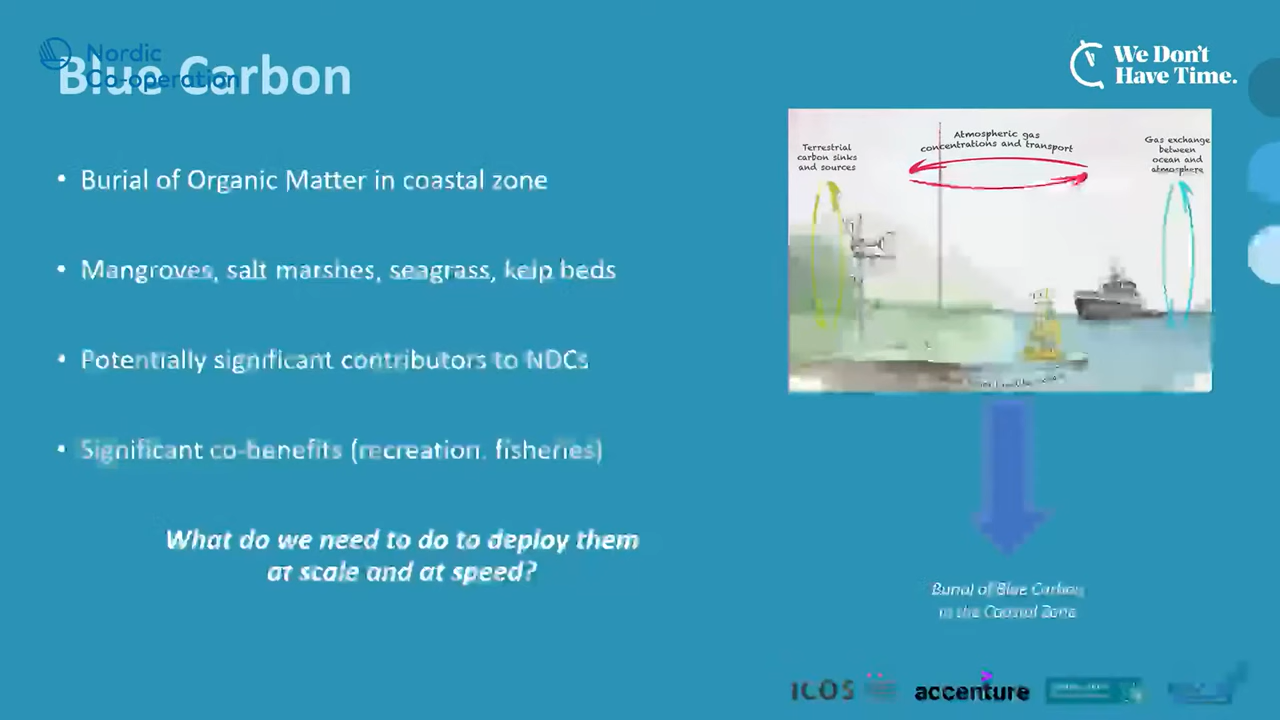 Nordic
Co-operation
Blue Carbon
We Don't
Have Time.
• Burial of Organic Matter in coastal zone
• Mangroves, salt marshes, seagrass, kelp beds
• Potentially significant contributors to NDCs
• Significant co-benefits (recreation. fisheries)
What do we need to do to deploy them
at scale and at speed?
Terrestrial
carbon sinks
and sources
Atmospheric gas
concentrations and transport
Gas exchange
between
ocean and
atmosphere
Burial of Blue Carbon
in the Coastal Zone
ICOS
accenture